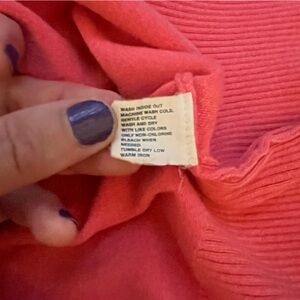 WASH INSIDE OUT
MACHINE WASH COLD,
GENTLE CYCLE
WASH AND DRY
WITH LIKE COLORS
ONLY NON-CHLORINE
BLEACH WHEN
NEEDED
TUMBLE DRY LOW
WARM IRON